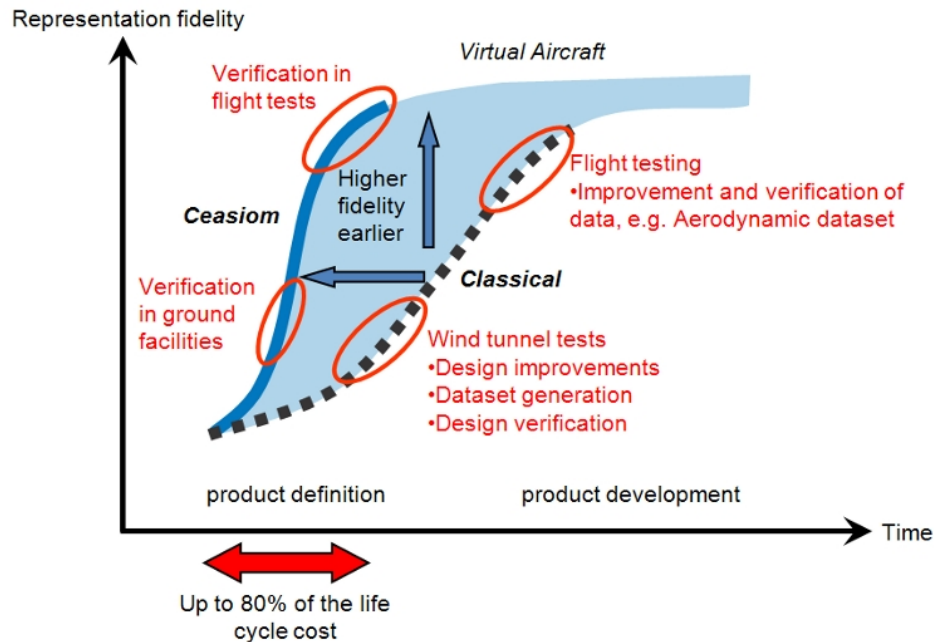 Representation fidelity
Virtual Aircraft
Verification in
flight tests
Higher
fidelity
earlier
Flight testing
•Improvement and verification of
data, e.g. Aerodynamic dataset
Ceasiom
Classical
Verification
in ground
facilities
Wind tunnel tests
•Design improvements
•Dataset generation
•Design verification
product definition
product development
Time
Up to 80% of the life
cycle cost